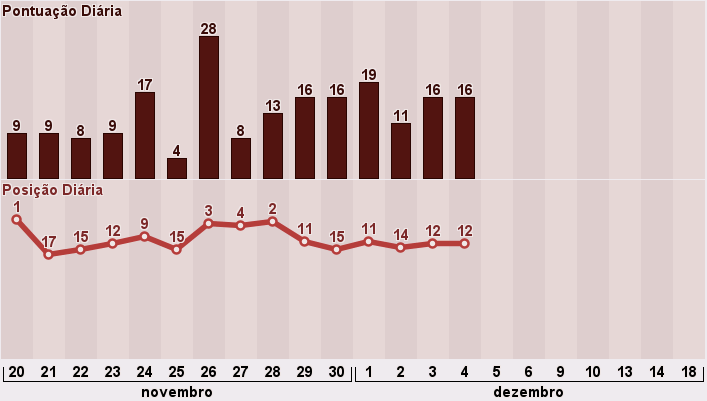 Pontuação Diária
9 9 8 9 17 4 28 8 13 16 16 19 11 16 16
Posição Diária
1 17 15 12 9 15 3 4 2 11 15 11 14 12 12
20 21 22 23 24 25 26 27 28 29 30 1 2 3 4 5 6 9 10 13 14 18
novembro dezembro